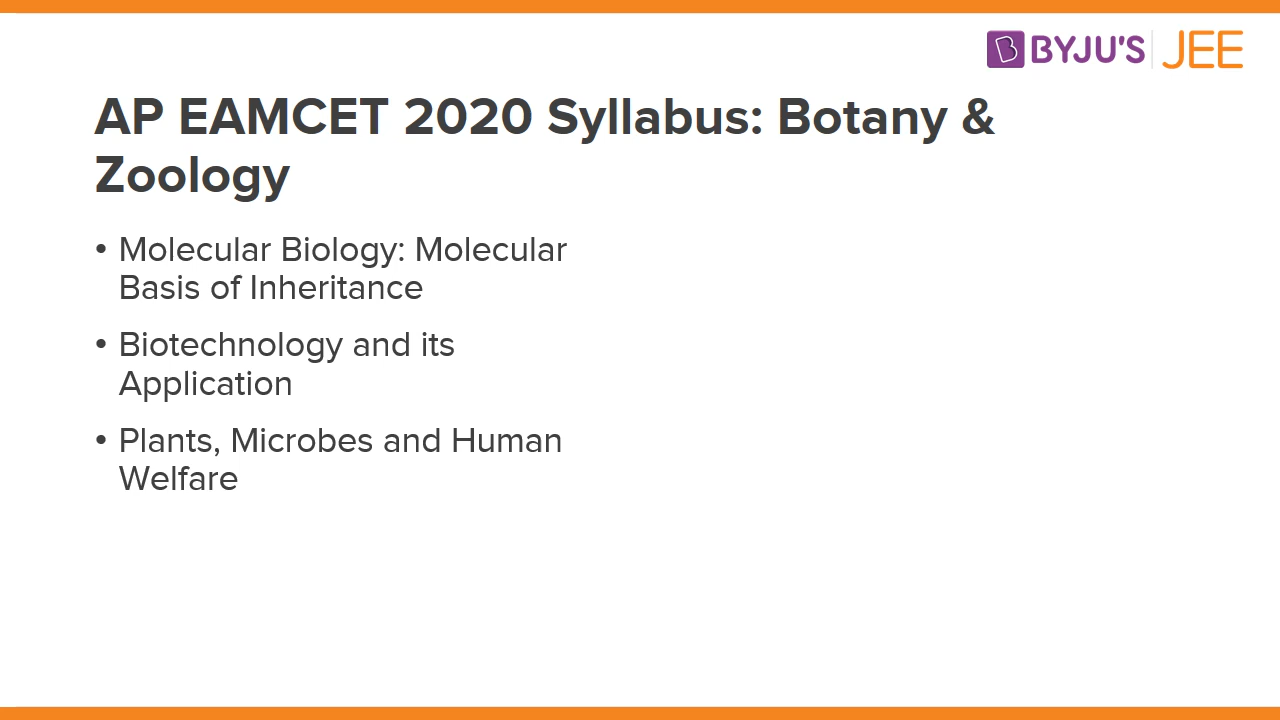 BYJU'S JEE
AP EAMCET 2020 Syllabus: Botany &
Zoology
• Molecular Biology: Molecular
Basis of Inheritance
• Biotechnology and its
Application
• Plants, Microbes and Human
Welfare